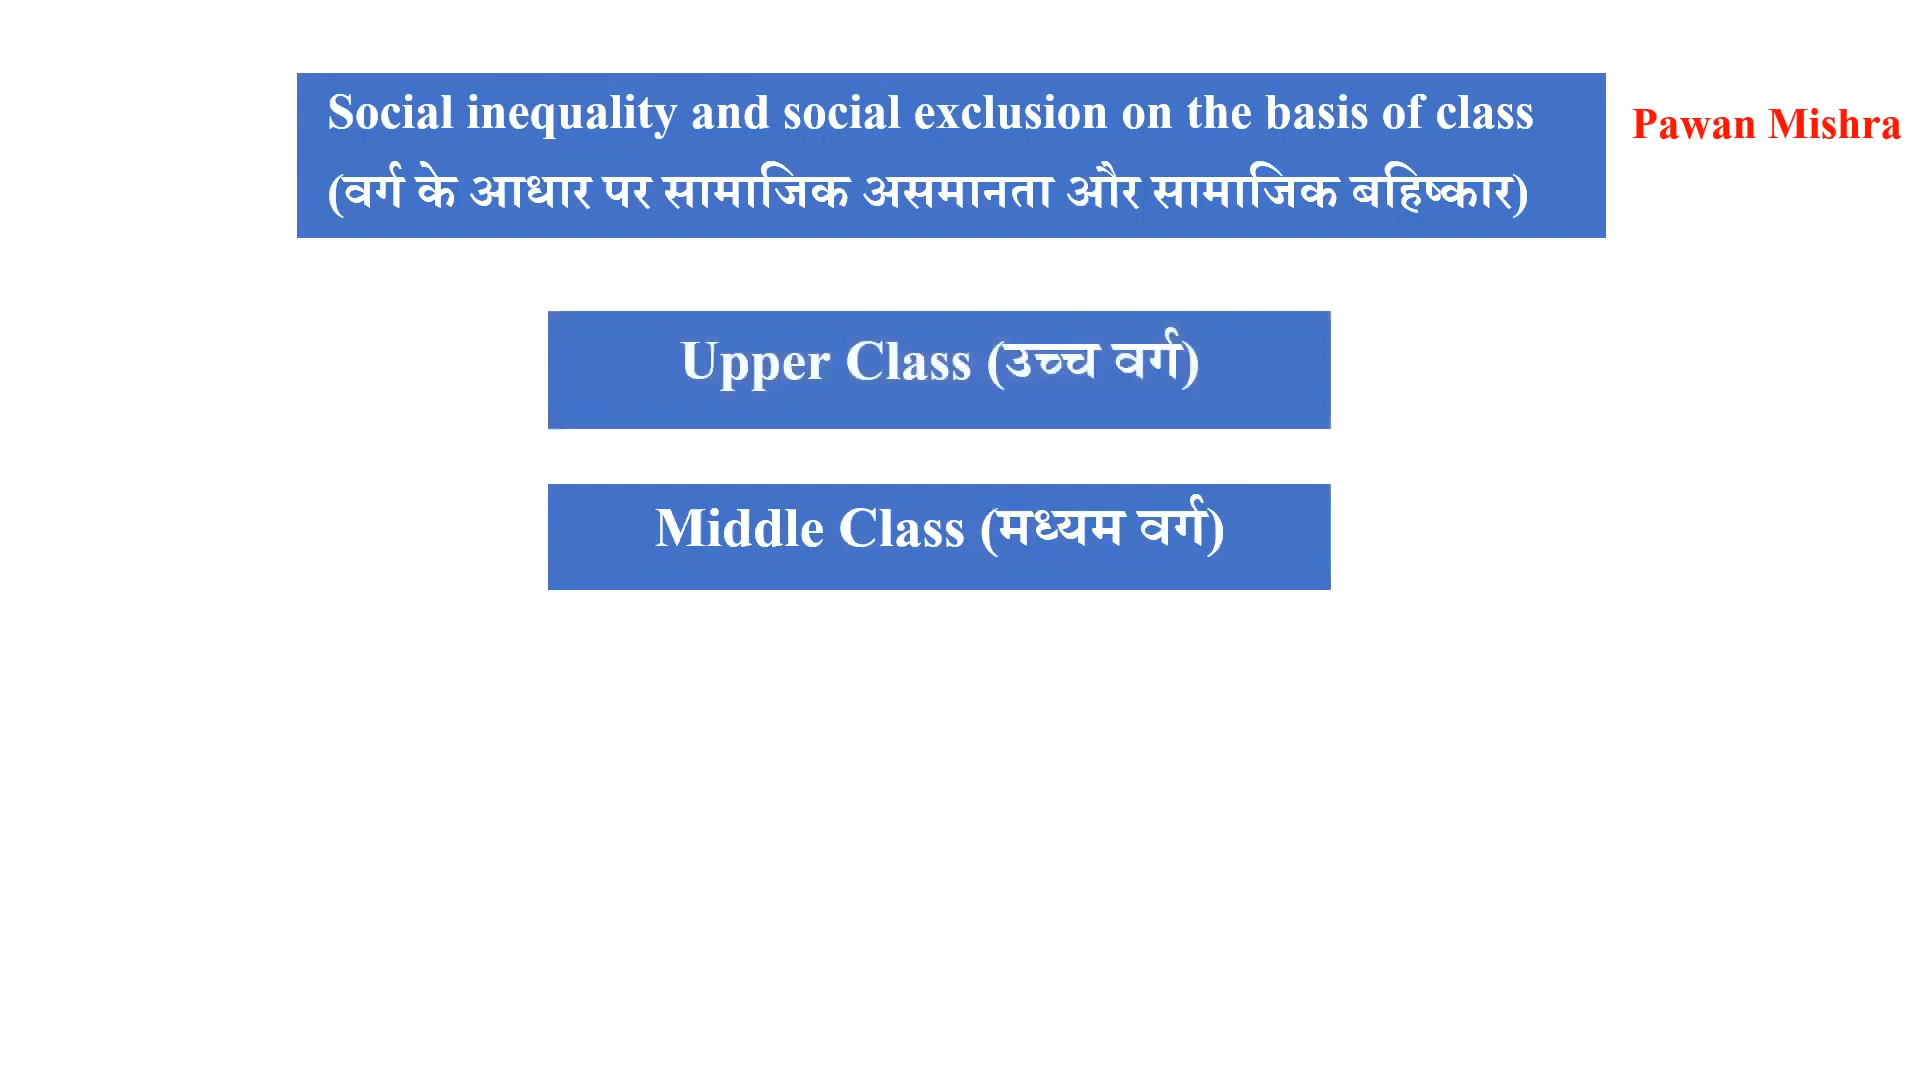 Social inequality and social exclusion on the basis of class
(वर्ग के आधार पर सामाजिक असमानता और सामाजिक बहिष्कार)
Pawan Mishra
Upper Class (उच्च वर्ग)
Middle Class (मध्यम वर्ग)